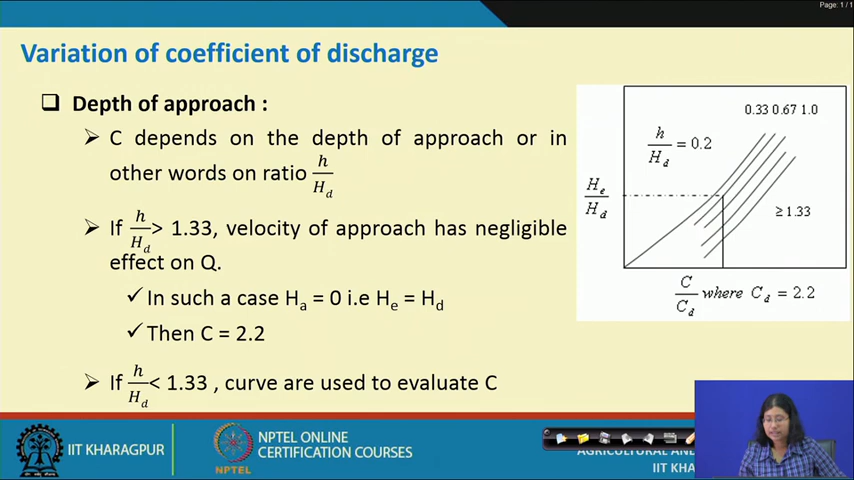 Page: 1 / 1
Variation of coefficient of discharge
❑ Depth of approach :
➢ C depends on the depth of approach or in
other words on ratio h/H_d
➢ If h/H_d > 1.33, velocity of approach has negligible
effect on Q.
✓ In such a case H_a = 0 i.e H_e = H_d
✓ Then C = 2.2
➢ If h/H_d < 1.33 , curve are used to evaluate C
0.33 0.67 1.0
h/H_d = 0.2
H_e/H_d
≥ 1.33
C/C_d where C_d = 2.2
IIT KHARAGPUR
NPTEL
NPTEL ONLINE
CERTIFICATION COURSES
AGRICULTURAL AND
IIT KHA